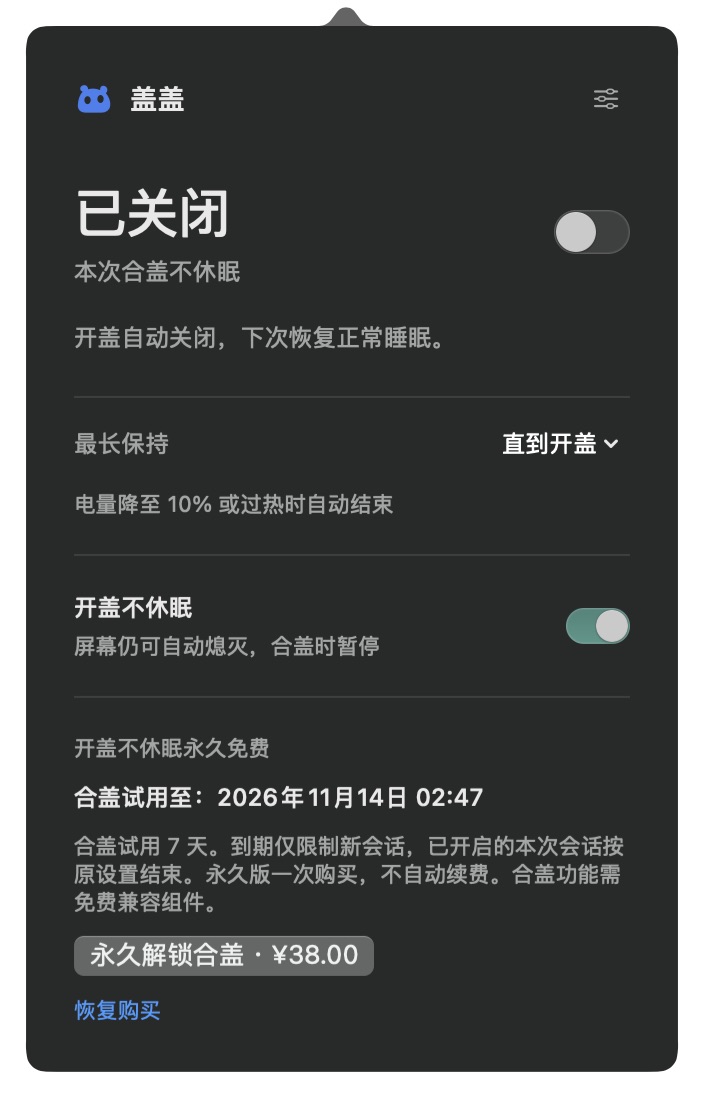 盖盖
已关闭
本次合盖不休眠
开盖自动关闭，下次恢复正常睡眠。
最长保持
直到开盖
电量降至 10% 或过热时自动结束
开盖不休眠
屏幕仍可自动熄灭，合盖时暂停
开盖不休眠永久免费
合盖试用至：2026年11月14日 02:47
合盖试用 7 天。到期仅限制新会话，已开启的本次会话按
原设置结束。永久版一次购买，不自动续费。合盖功能需
免费兼容组件。
永久解锁合盖 · ¥38.00
恢复购买